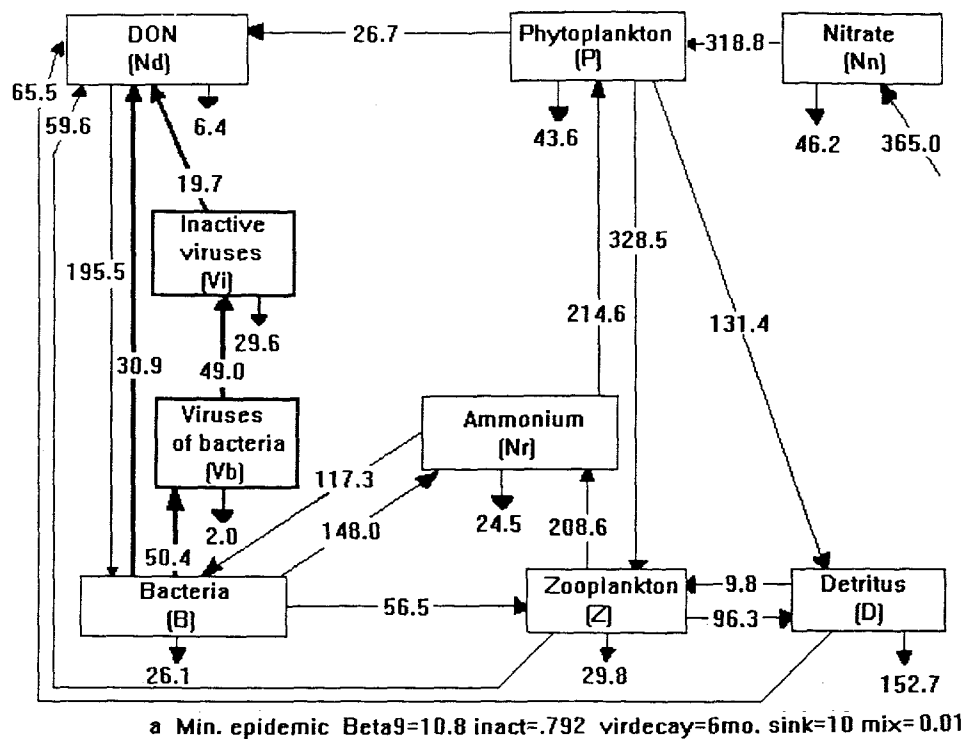 DON
(Nd)
26.7
Phytoplankton
(P)
318.8
Nitrate
(Nn)
65.5
59.6
6.4
43.6
46.2
365.0
19.7
Inactive
viruses
(Vi)
195.5
328.5
214.6
131.4
29.6
30.9
49.0
Viruses
of bacteria
(Vb)
Ammonium
(Nr)
117.3
148.0
24.5
208.6
2.0
50.4
Bacteria
(B)
56.5
Zooplankton
(Z)
9.8
96.3
Detritus
(D)
26.1
29.8
152.7
a Min. epidemic Beta9=10.8 inact=.792 virdecay=6mo. sink=10 mix=0.01